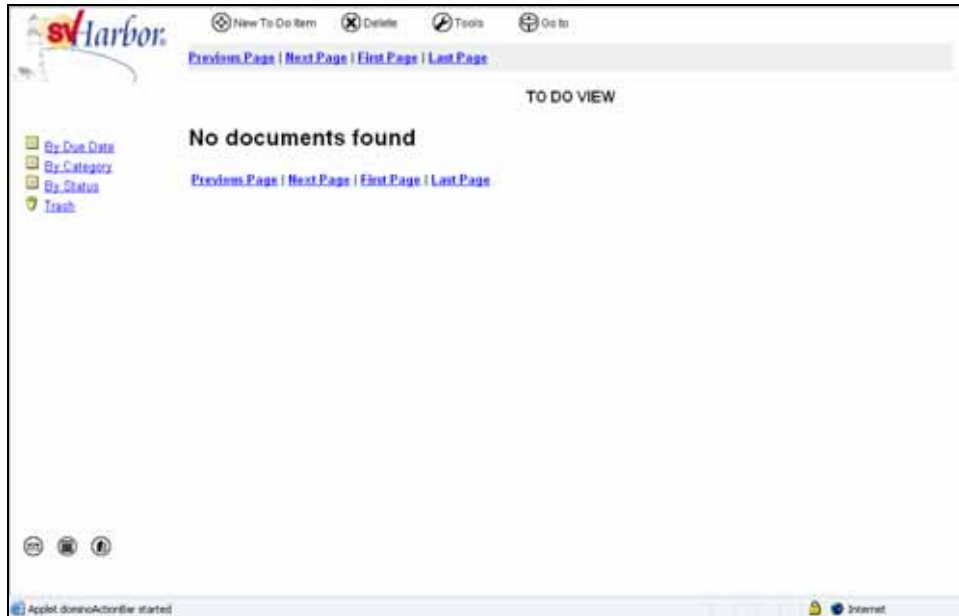 SVHarbor
New To Do Item Delete Tools Go to
Previous Page | Next Page | First Page | Last Page
TO DO VIEW
No documents found
By Due Date
By Category
By Status
Trash
Previous Page | Next Page | First Page | Last Page
Applet dominoActionBar started
Internet